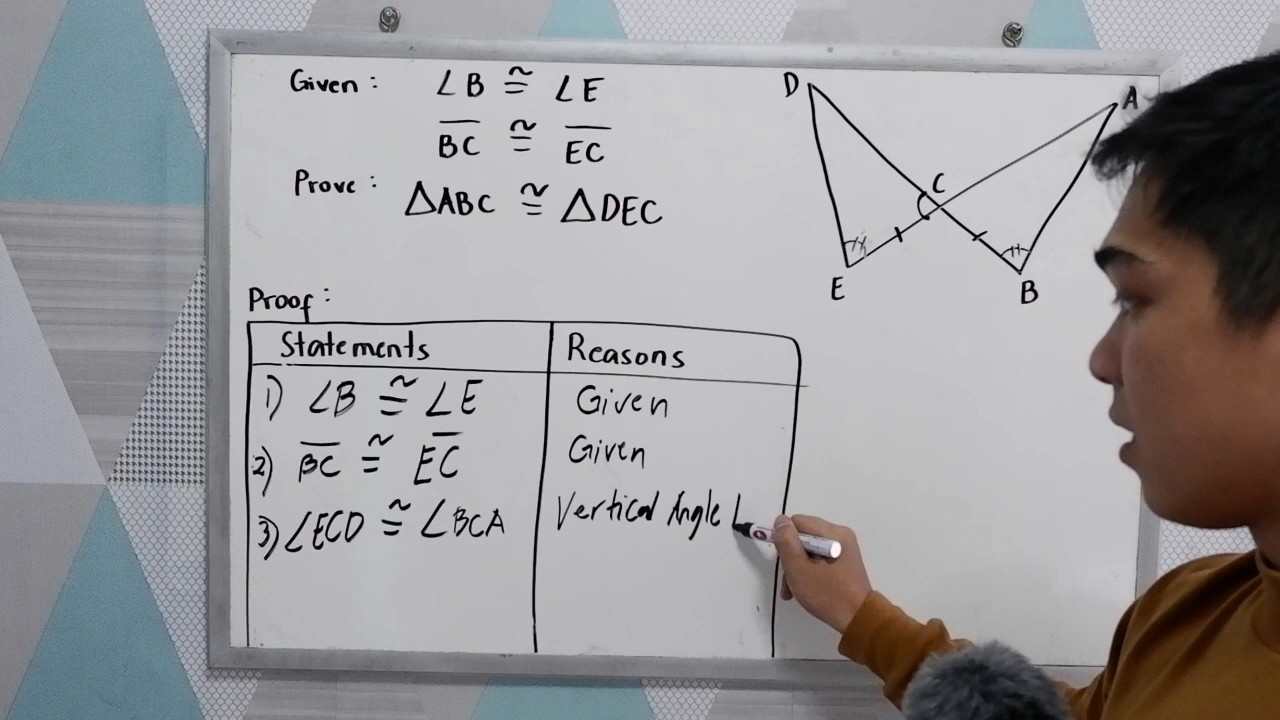 Given : ∠B ≅ ∠E
BC ≅ EC
Prove : △ABC ≅ △DEC
D
A
C
E
B
Proof :
Statements Reasons
1) ∠B ≅ ∠E Given
2) BC ≅ EC Given
3) ∠ECD ≅ ∠BCA Vertical Angle